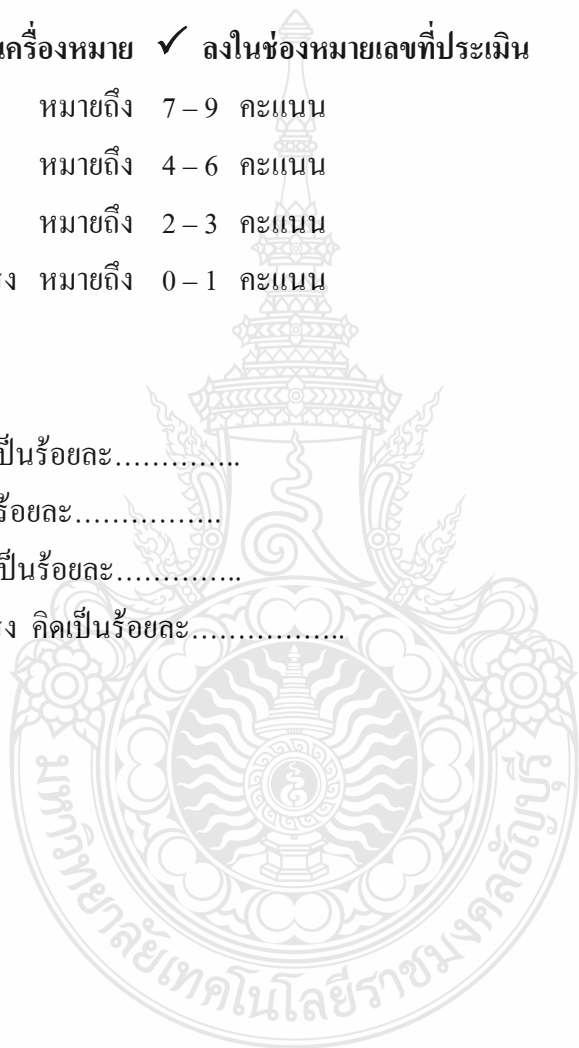 เครื่องหมาย ✓ ลงในช่องหมายเลขที่ประเมิน
หมายถึง 7 – 9 คะแนน
หมายถึง 4 – 6 คะแนน
หมายถึง 2 – 3 คะแนน
หมายถึง 0 – 1 คะแนน
เป็นร้อยละ…………..
ร้อยละ……………..
เป็นร้อยละ…………..
คิดเป็นร้อยละ……………..
มหาวิทยาลัยเทคโนโลยีราชมงคลธัญบุรี